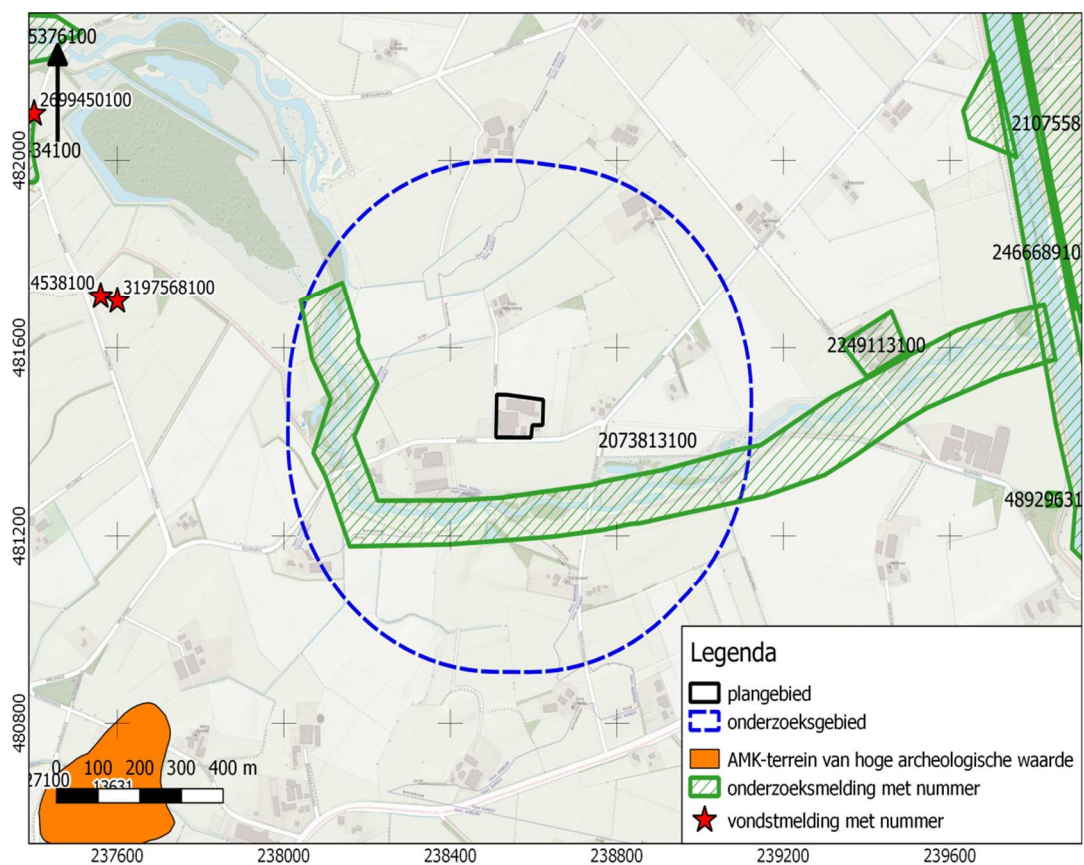 5376100
2699450100
34100
482000
2107558
246668910
4538100
3197568100
481600
2249113100
2073813100
48929631
481200
Legenda
plangebied
onderzoeksgebied
AMK-terrein van hoge archeologische waarde
onderzoeksmelding met nummer
vondstmelding met nummer
480800
0 100 200 300 400 m
27100
13631
237600 238000 238400 238800 239200 239600